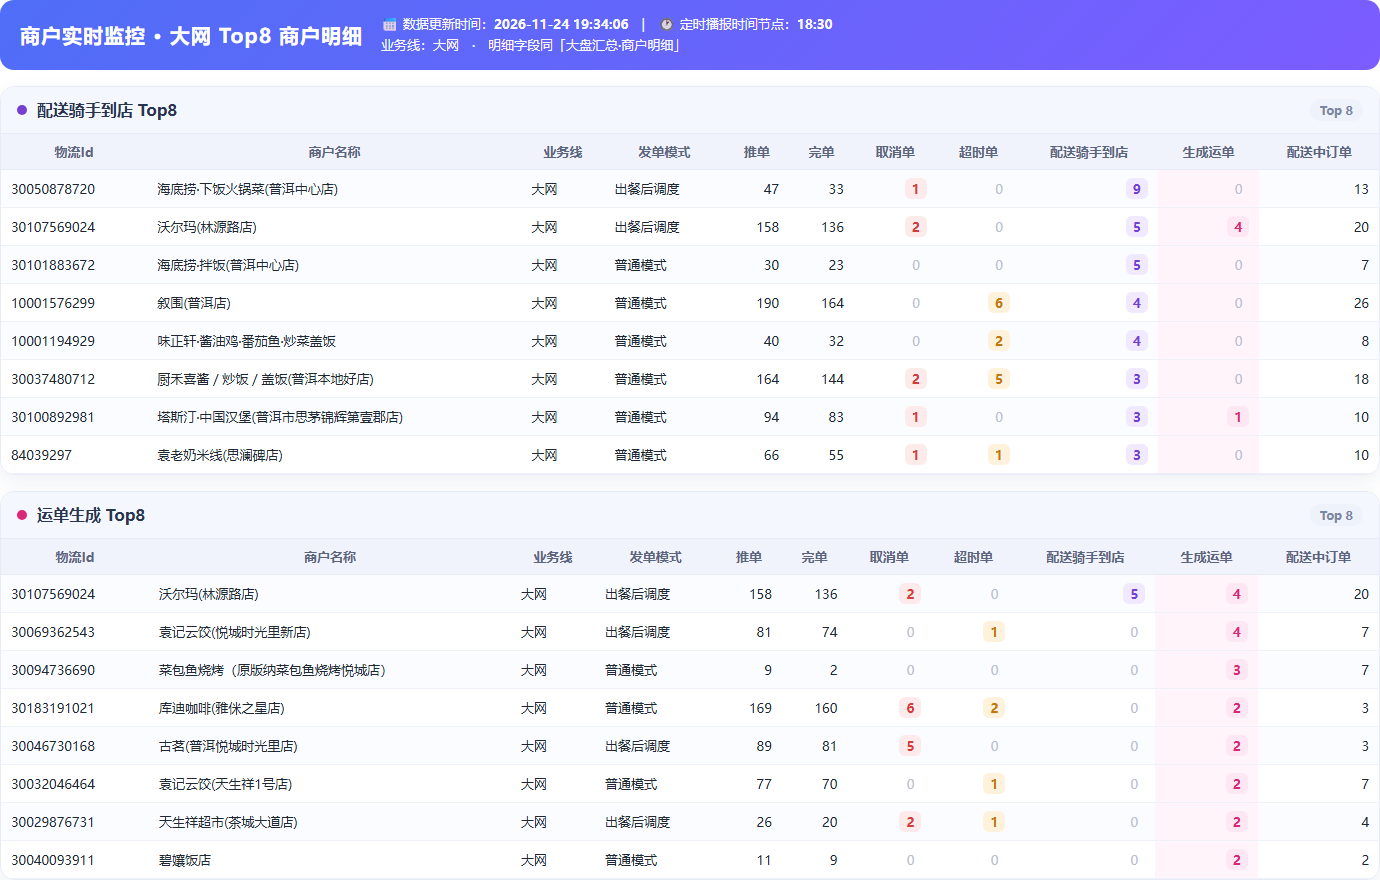 商户实时监控 · 大网 Top8 商户明细
数据更新时间：2026-11-24 19:34:06 | 定时播报时间节点：18:30
业务线：大网 · 明细字段同「大盘汇总·商户明细」
配送骑手到店 Top8 Top 8
物流Id 商户名称 业务线 发单模式 推单 完单 取消单 超时单 配送骑手到店 生成运单 配送中订单
30050878720 海底捞·下饭火锅菜(普洱中心店) 大网 出餐后调度 47 33 1 0 9 0 13
30107569024 沃尔玛(林源路店) 大网 出餐后调度 158 136 2 0 5 4 20
30101883672 海底捞·拌饭(普洱中心店) 大网 普通模式 30 23 0 0 5 0 7
10001576299 叙围(普洱店) 大网 普通模式 190 164 0 6 4 0 26
10001194929 味正轩·酱油鸡·番茄鱼·炒菜盖饭 大网 普通模式 40 32 0 2 4 0 8
30037480712 厨禾喜酱 / 炒饭 / 盖饭(普洱本地好店) 大网 普通模式 164 144 2 5 3 0 18
30100892981 塔斯汀·中国汉堡(普洱市思茅锦辉第壹郡店) 大网 普通模式 94 83 1 0 3 1 10
84039297 袁老奶米线(思澜碑店) 大网 普通模式 66 55 1 1 3 0 10
运单生成 Top8 Top 8
物流Id 商户名称 业务线 发单模式 推单 完单 取消单 超时单 配送骑手到店 生成运单 配送中订单
30107569024 沃尔玛(林源路店) 大网 出餐后调度 158 136 2 0 5 4 20
30069362543 袁记云饺(悦城时光里新店) 大网 出餐后调度 81 74 0 1 0 4 7
30094736690 菜包鱼烧烤（原版纳菜包鱼烧烤悦城店） 大网 普通模式 9 2 0 0 0 3 7
30183191021 库迪咖啡(雅侎之星店) 大网 普通模式 169 160 6 2 0 2 3
30046730168 古茗(普洱悦城时光里店) 大网 出餐后调度 89 81 5 0 0 2 3
30032046464 袁记云饺(天生祥1号店) 大网 普通模式 77 70 0 1 0 2 7
30029876731 天生祥超市(茶城大道店) 大网 出餐后调度 26 20 2 1 0 2 4
30040093911 碧孃饭店 大网 普通模式 11 9 0 0 0 2 2